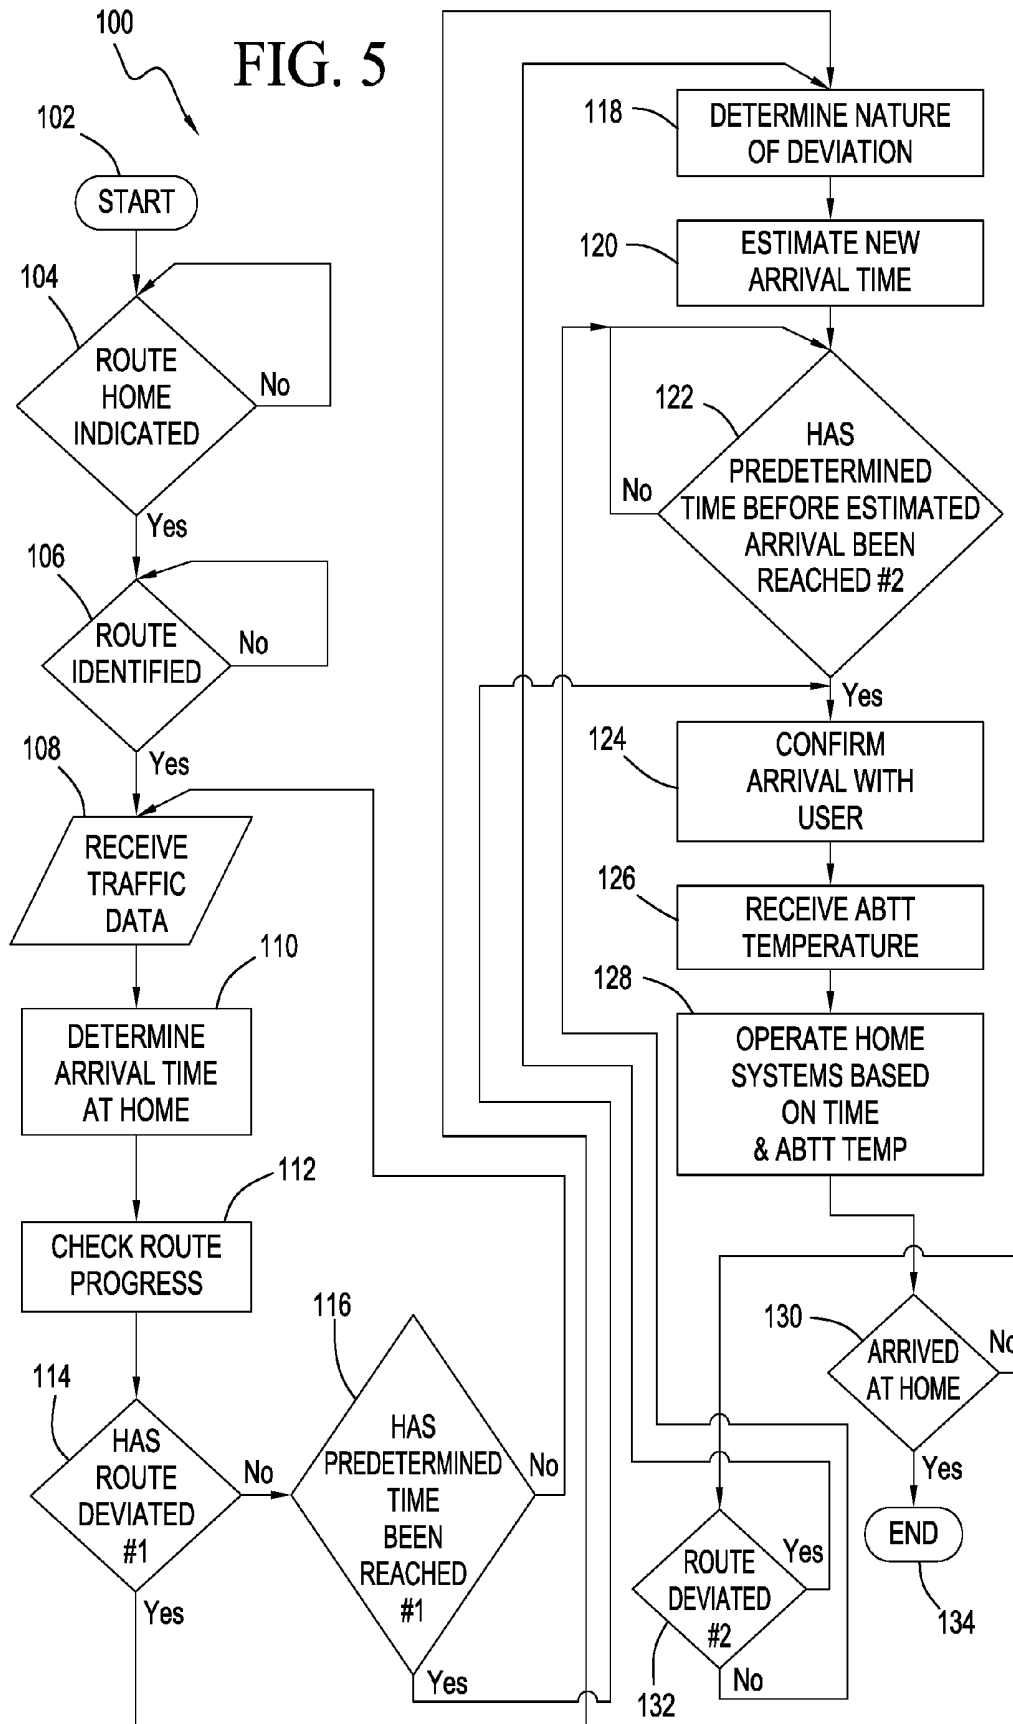 FIG. 5
100
102
START
104
ROUTE
HOME
INDICATED
No
Yes
106
ROUTE
IDENTIFIED
No
Yes
108
RECEIVE
TRAFFIC
DATA
110
DETERMINE
ARRIVAL TIME
AT HOME
112
CHECK ROUTE
PROGRESS
114
HAS
ROUTE
DEVIATED
#1
No
Yes
116
HAS
PREDETERMINED
TIME
BEEN
REACHED
#1
No
Yes
118
DETERMINE NATURE
OF DEVIATION
120
ESTIMATE NEW
ARRIVAL TIME
122
HAS
PREDETERMINED
TIME BEFORE ESTIMATED
ARRIVAL BEEN
REACHED #2
No
Yes
124
CONFIRM
ARRIVAL WITH
USER
126
RECEIVE ABTT
TEMPERATURE
128
OPERATE HOME
SYSTEMS BASED
ON TIME
& ABTT TEMP
130
ARRIVED
AT HOME
No
Yes
END
134
ROUTE
DEVIATED
#2
Yes
No
132